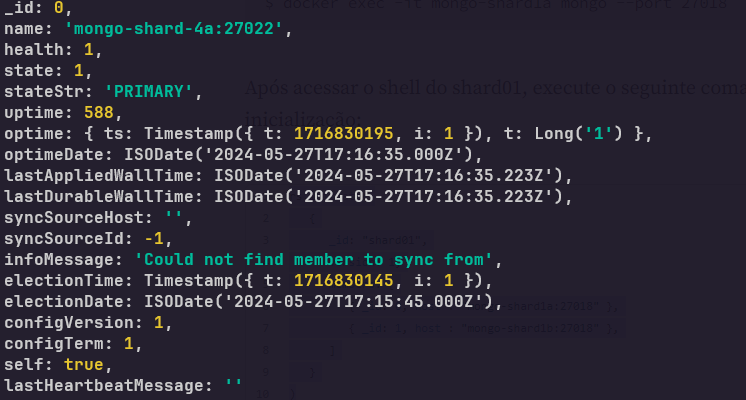 5 docker exec -it mongo-shard1a mongo --port 27018
_id: 0,
name: 'mongo-shard-4a:27022',
health: 1,
state: 1,
stateStr: 'PRIMARY',
Após acessar o shell do shard01, execute o seguinte coma
uptime: 588,
inicialização:
optime: { ts: Timestamp({ t: 1716830195, i: 1 }), t: Long('1') },
optimeDate: ISODate('2024-05-27T17:16:35.000Z'),
lastAppliedWallTime: ISODate('2024-05-27T17:16:35.223Z'),
lastDurableWallTime: ISODate('2024-05-27T17:16:35.223Z'),
syncSourceHost: '',
syncSourceId: -1,
_id: "shard01",
infoMessage: 'Could not find member to sync from',
electionTime: Timestamp({ t: 1716830145, i: 1 }),
electionDate: ISODate('2024-05-27T17:15:45.000Z'),
configVersion: 1,
configTerm: 1,
self: true,
lastHeartbeatMessage: ''